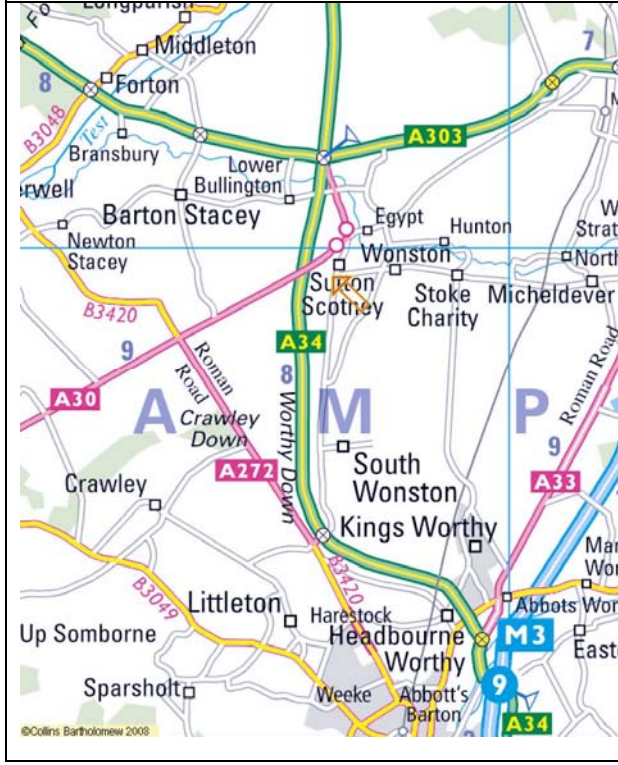 Longparish
Middleton
7
8
Forton
B3048
Test
A303
Bransbury
Lower
Bullington
erwell
Barton Stacey
Egypt
Hunton
W
Strat
Newton
Stacey
Wonston
North
Sutton
Scotney
Stoke
Charity
Micheldever
B3420
A34
9
Roman
Road
8
Roman Road
A30
A
M
P
Crawley
Down
Worthy Down
9
A272
South
Wonston
A33
Crawley
Kings Worthy
B3049
B3420
Mar
Wor
Littleton
Harestock
Abbots Wor
Up Somborne
Headbourne
Worthy
M3
East
Sparsholt
Weeke
Abbott's
Barton
9
A34
©Collins Bartholomew 2008